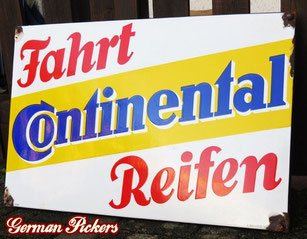 Fahrt
Continental
Reifen
German Pickers